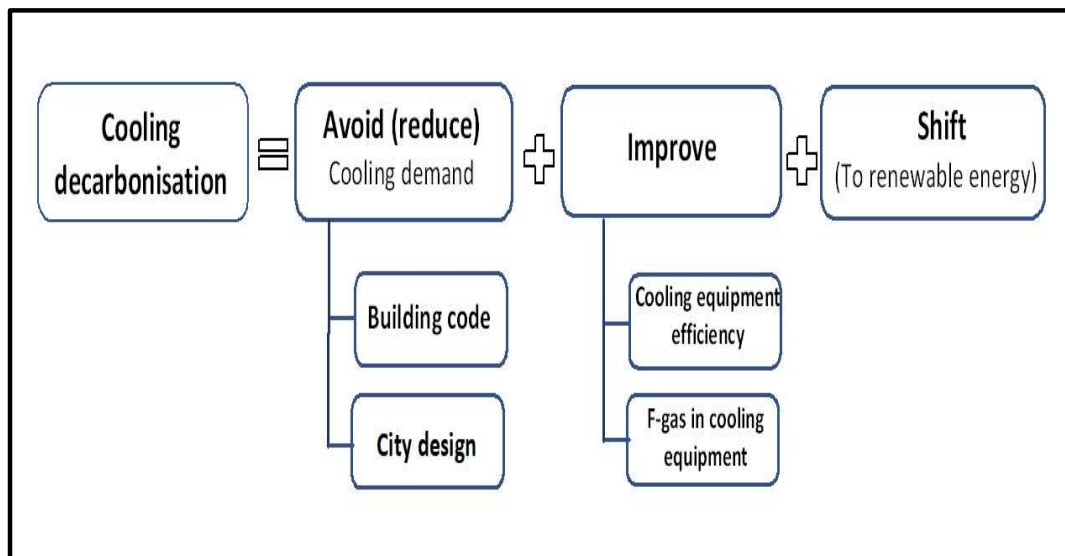 Cooling
decarbonisation
=
Avoid (reduce)
Cooling demand
+
Improve
+
Shift
(To renewable energy)
Building code
City design
Cooling equipment
efficiency
F-gas in cooling
equipment